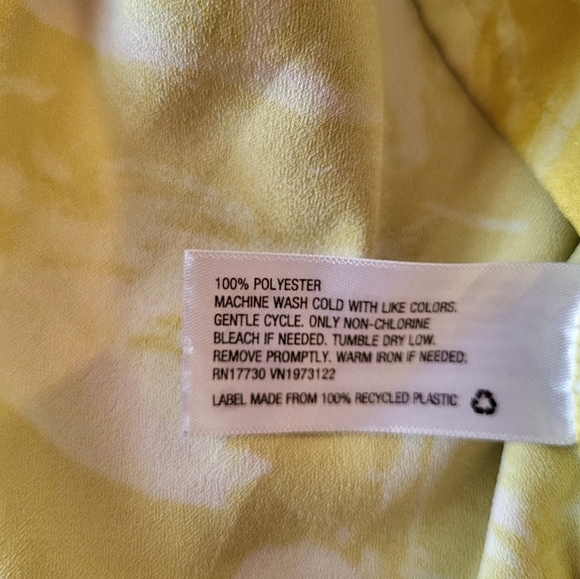 100% POLYESTER
MACHINE WASH COLD WITH LIKE COLORS.
GENTLE CYCLE. ONLY NON-CHLORINE
BLEACH IF NEEDED. TUMBLE DRY LOW.
REMOVE PROMPTLY. WARM IRON IF NEEDED.
RN17730 VN1973122
LABEL MADE FROM 100% RECYCLED PLASTIC